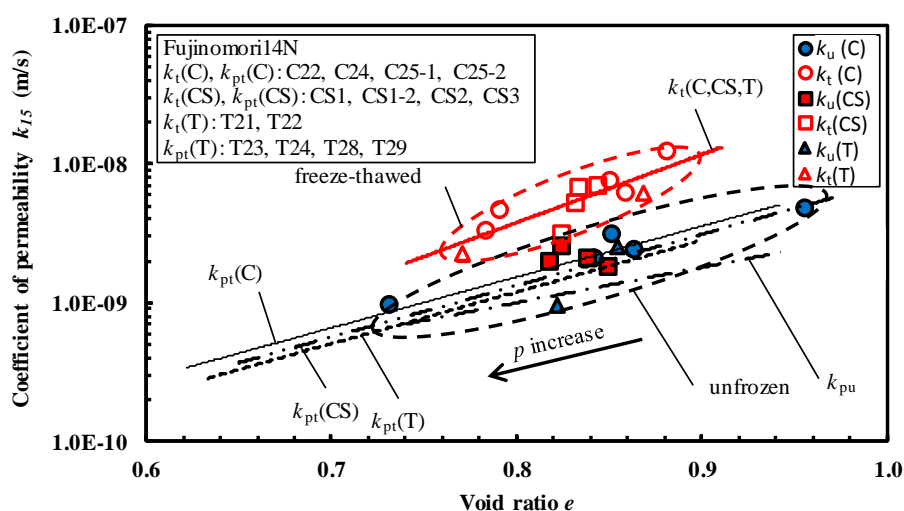 1.0E-07
1.0E-08
1.0E-09
1.0E-10
Coefficient of permeability k15 (m/s)
Fujinomori14N
kt(C), kpt(C): C22, C24, C25-1, C25-2
kt(CS), kpt(CS): CS1, CS1-2, CS2, CS3
kt(T): T21, T22
kpt(T): T23, T24, T28, T29
freeze-thawed
kt(C,CS,T)
ku (C)
kt (C)
ku(CS)
kt(CS)
ku(T)
kt(T)
kpt(C)
p increase
kpt(CS)
kpt(T)
unfrozen
kpu
0.6 0.7 0.8 0.9 1.0
Void ratio e